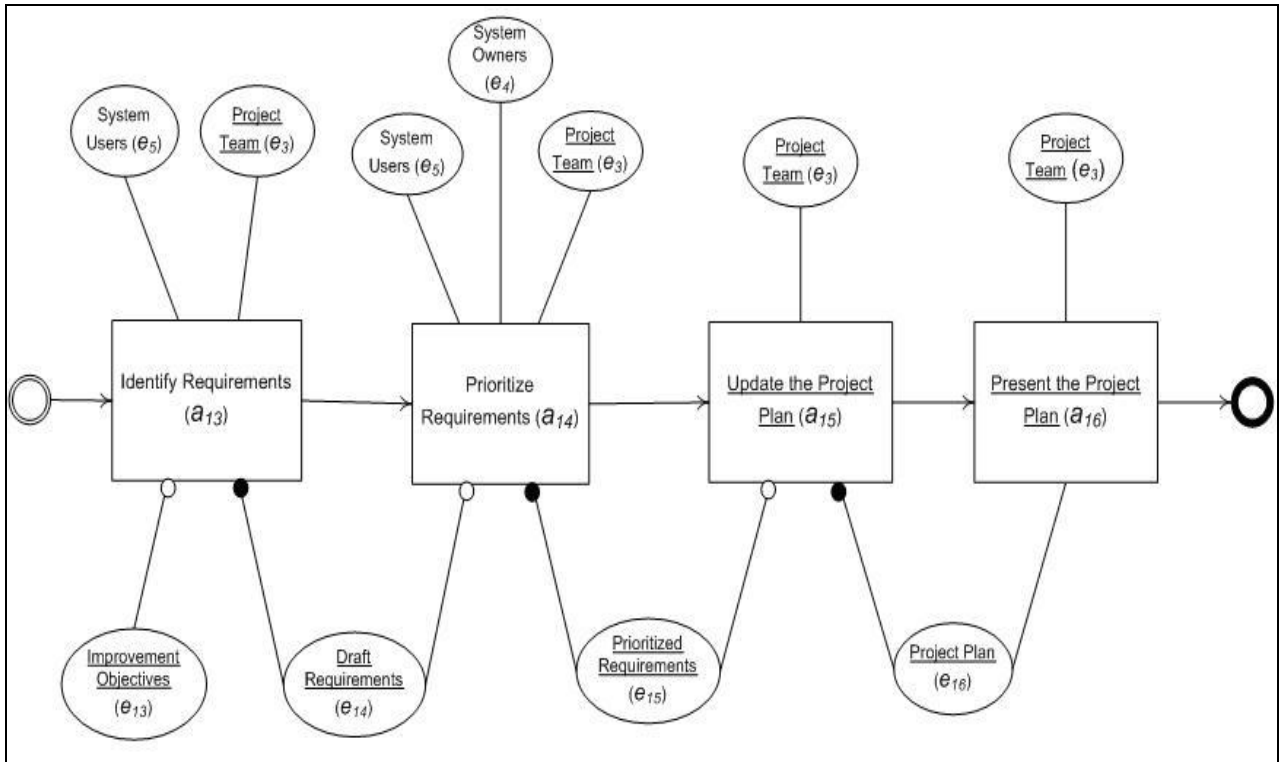 System
Owners
(e4)
System
Users (e5)
Project
Team (e3)
System
Users (e5)
Project
Team (e3)
Project
Team (e3)
Project
Team (e3)
Identify Requirements
(a13)
Prioritize
Requirements (a14)
Update the Project
Plan (a15)
Present the Project
Plan (a16)
Improvement
Objectives
(e13)
Draft
Requirements
(e14)
Prioritized
Requirements
(e15)
Project Plan
(e16)